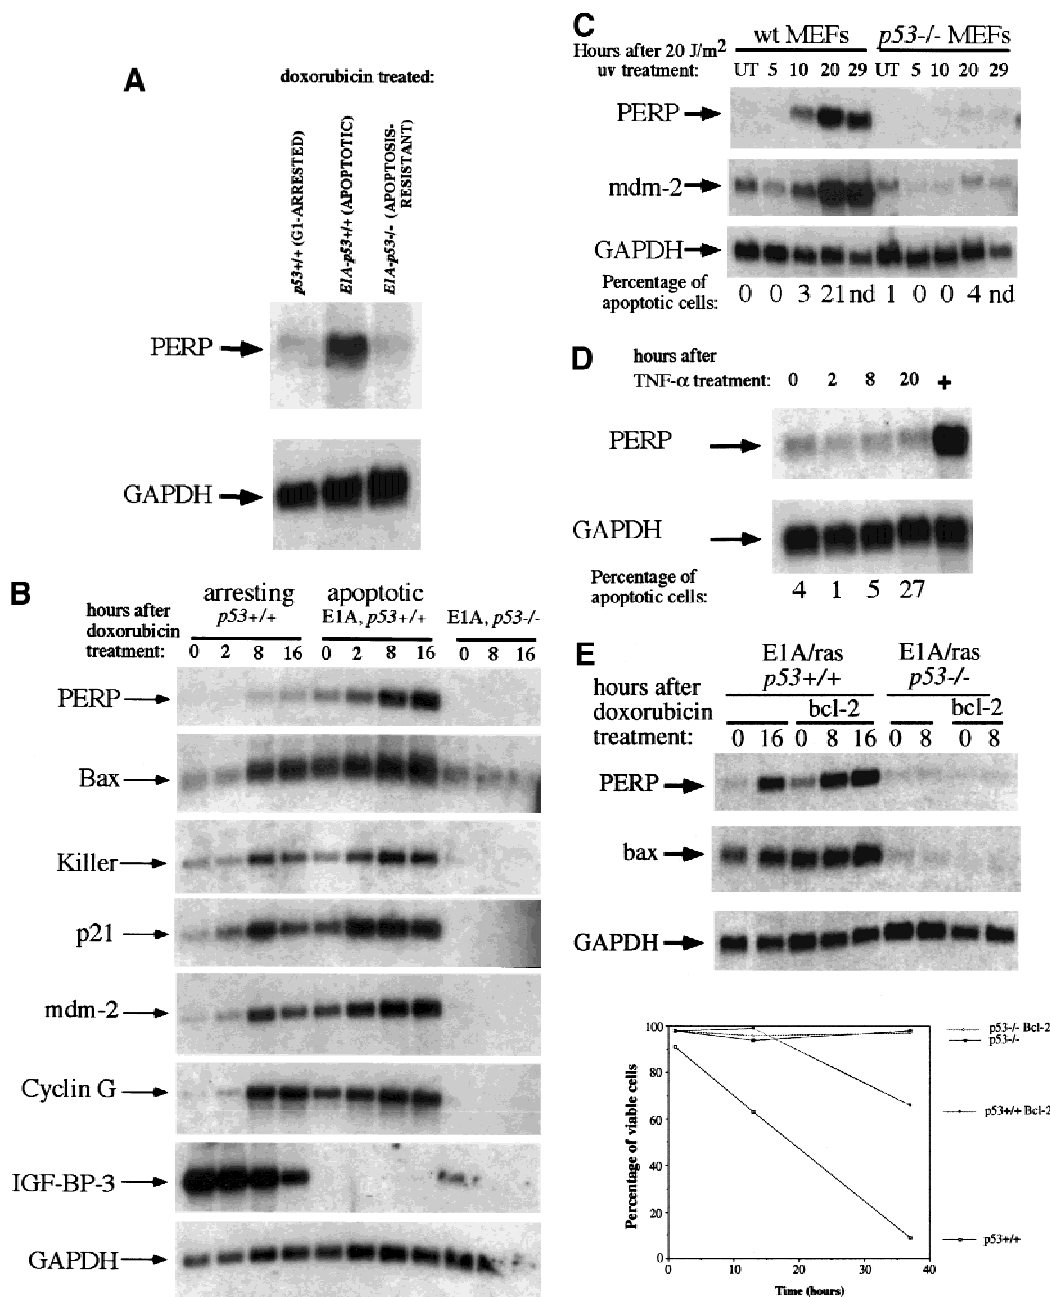 A
doxorubicin treated:
p53+/+ (G1-ARRESTED)
E1A-p53+/+ (APOPTOTIC)
E1A-p53-/- (APOPTOSIS-
RESISTANT)
PERP
GAPDH
B
arresting apoptotic
hours after p53+/+ E1A, p53+/+ E1A, p53-/-
doxorubicin
treatment: 0 2 8 16 0 2 8 16 0 8 16
PERP
Bax
Killer
p21
mdm-2
Cyclin G
IGF-BP-3
GAPDH
C
wt MEFs p53-/- MEFs
Hours after 20 J/m2
uv treatment: UT 5 10 20 29 UT 5 10 20 29
PERP
mdm-2
GAPDH
Percentage of
apoptotic cells: 0 0 3 21 nd 1 0 0 4 nd
D
hours after
TNF-α treatment: 0 2 8 20 +
PERP
GAPDH
Percentage of
apoptotic cells: 4 1 5 27
E
E1A/ras E1A/ras
p53+/+ p53-/-
hours after
doxorubicin bcl-2 bcl-2
treatment: 0 16 0 8 16 0 8 0 8
PERP
bax
GAPDH
Percentage of viable cells
100
80
60
40
20
0
0 10 20 30 40
Time (hours)
p53-/- Bcl-2
p53-/-
p53+/+ Bcl-2
p53+/+